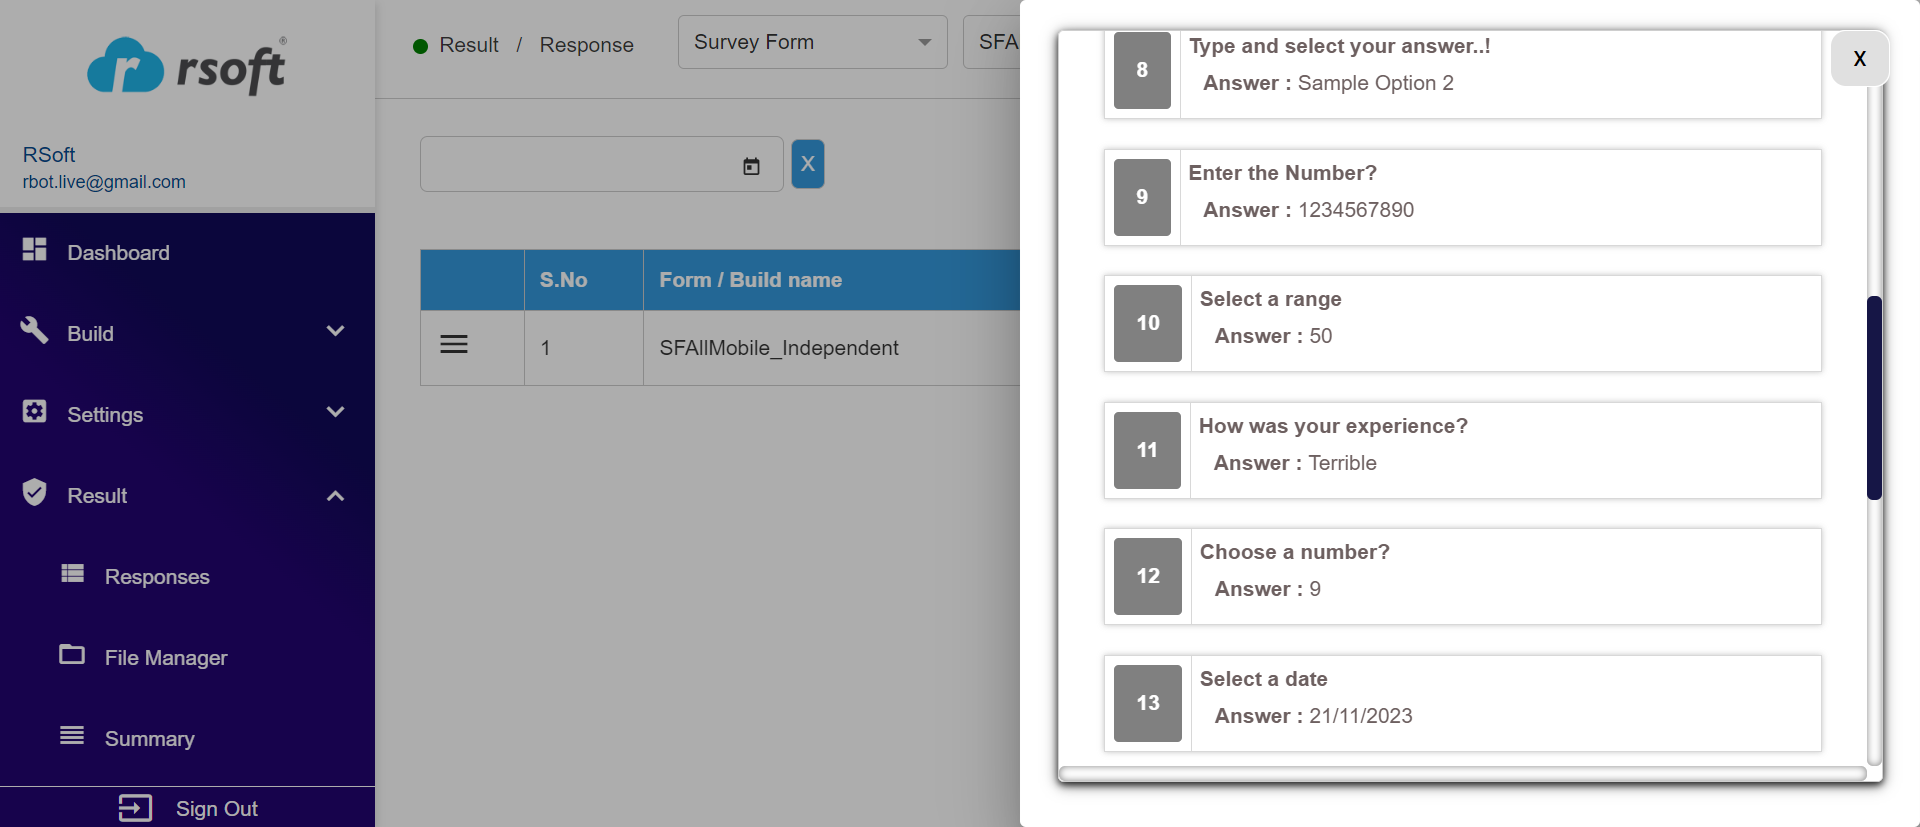 rsoft®
RSoft
rbot.live@gmail.com
Dashboard
Build
Settings
Result
Responses
File Manager
Summary
Sign Out
Result / Response
Survey Form
SFA
X
S.No
Form / Build name
1
SFAllMobile_Independent
X
8
Type and select your answer..!
Answer : Sample Option 2
9
Enter the Number?
Answer : 1234567890
10
Select a range
Answer : 50
11
How was your experience?
Answer : Terrible
12
Choose a number?
Answer : 9
13
Select a date
Answer : 21/11/2023